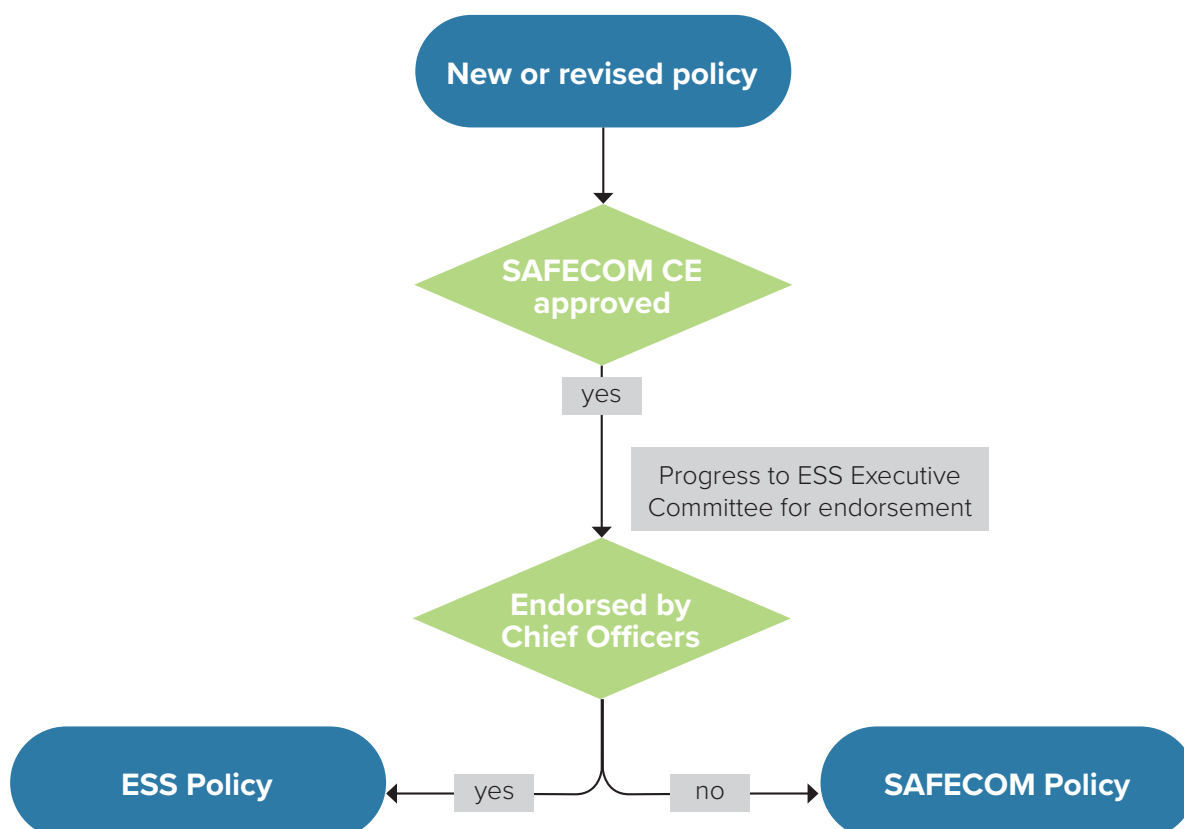 New or revised policy
SAFECOM CE
approved
yes
Progress to ESS Executive
Committee for endorsement
Endorsed by
Chief Officers
ESS Policy
yes
no
SAFECOM Policy